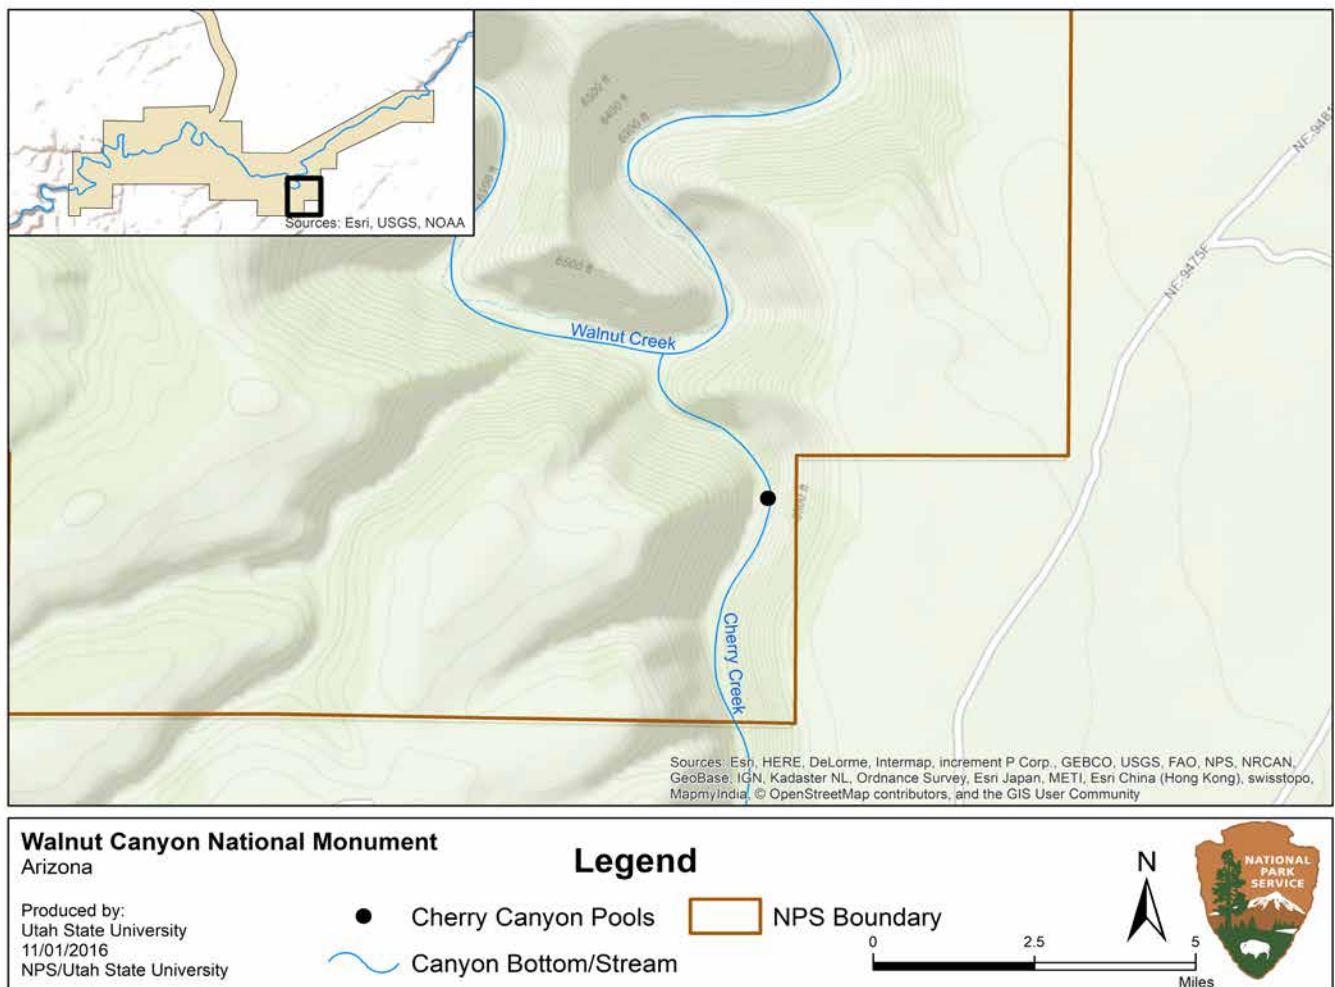 Sources: Esri, USGS, NOAA
6500 ft
6400 ft
6200 ft
6500 ft
Walnut Creek
NF-9475F
Cherry Creek
Sources: Esri, HERE, DeLorme, Intermap, increment P Corp., GEBCO, USGS, FAO, NPS, NRCAN,
GeoBase, IGN, Kadaster NL, Ordnance Survey, Esri Japan, METI, Esri China (Hong Kong), swisstopo,
MapmyIndia, © OpenStreetMap contributors, and the GIS User Community
Walnut Canyon National Monument
Arizona
Produced by:
Utah State University
11/01/2016
NPS/Utah State University
Legend
Cherry Canyon Pools
NPS Boundary
Canyon Bottom/Stream
N
0 2.5 5
Miles
NATIONAL
PARK
SERVICE